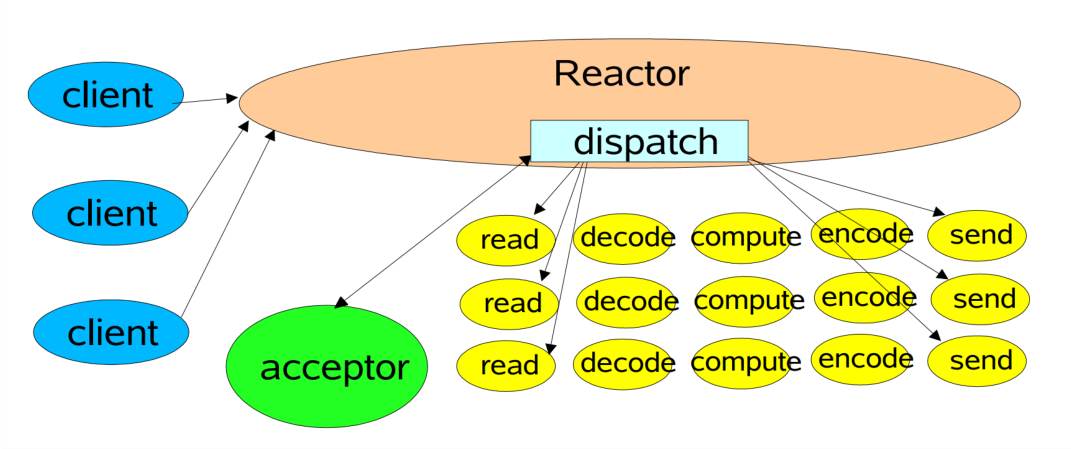 Reactor
client
dispatch
client
read decode compute encode send
read decode compute encode send
client
acceptor
read decode compute encode send